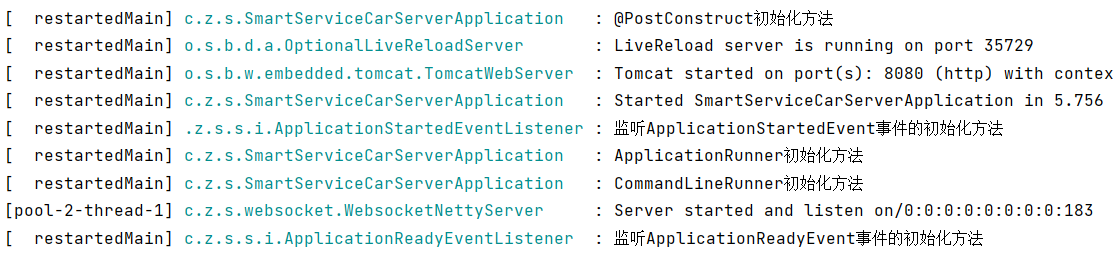 [  restartedMain] c.z.s.SmartServiceCarServerApplication   : @PostConstruct初始化方法
[  restartedMain] o.s.b.d.a.OptionalLiveReloadServer       : LiveReload server is running on port 35729
[  restartedMain] o.s.b.w.embedded.tomcat.TomcatWebServer  : Tomcat started on port(s): 8080 (http) with contex
[  restartedMain] c.z.s.SmartServiceCarServerApplication   : Started SmartServiceCarServerApplication in 5.756
[  restartedMain] .z.s.s.i.ApplicationStartedEventListener : 监听ApplicationStartedEvent事件的初始化方法
[  restartedMain] c.z.s.SmartServiceCarServerApplication   : ApplicationRunner初始化方法
[  restartedMain] c.z.s.SmartServiceCarServerApplication   : CommandLineRunner初始化方法
[pool-2-thread-1] c.z.s.websocket.WebsocketNettyServer     : Server started and listen on/0:0:0:0:0:0:0:0:183
[  restartedMain] c.z.s.s.i.ApplicationReadyEventListener  : 监听ApplicationReadyEvent事件的初始化方法